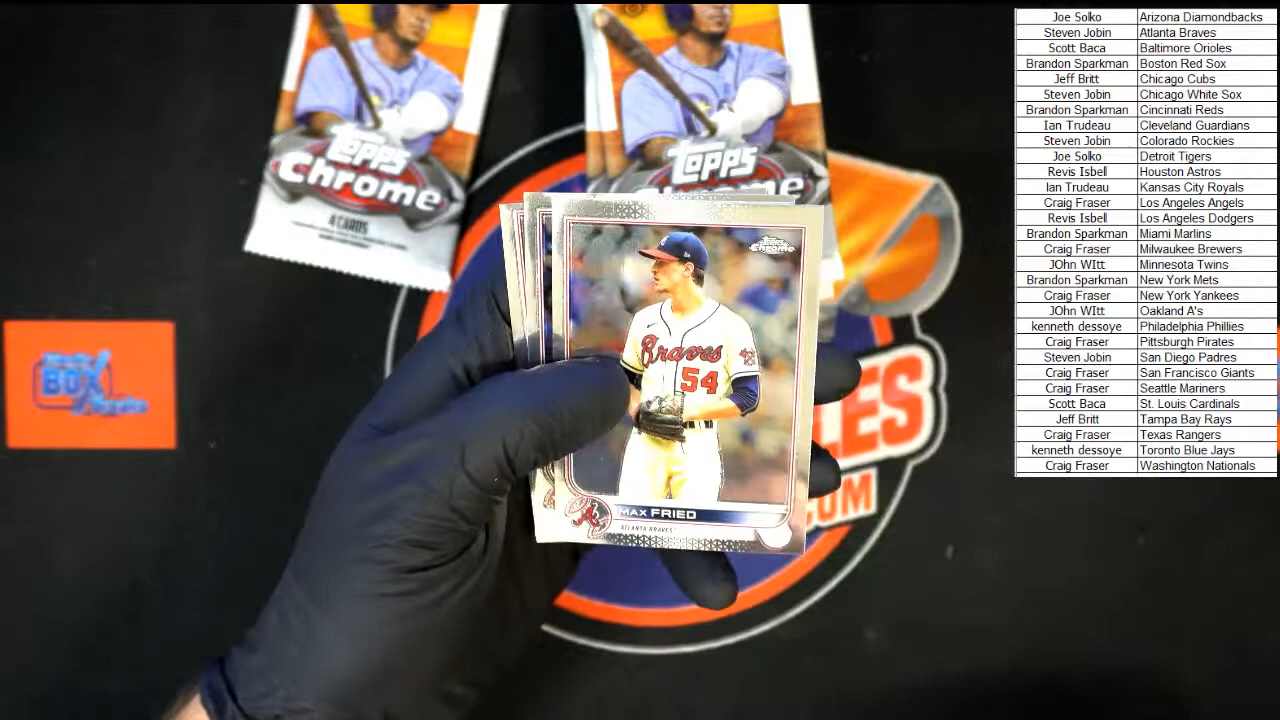 Topps
Chrome
4 CARDS
Topps
Chrome
Joe Solko Arizona Diamondbacks
Steven Jobin Atlanta Braves
Scott Baca Baltimore Orioles
Brandon Sparkman Boston Red Sox
Jeff Britt Chicago Cubs
Steven Jobin Chicago White Sox
Brandon Sparkman Cincinnati Reds
Ian Trudeau Cleveland Guardians
Steven Jobin Colorado Rockies
Joe Solko Detroit Tigers
Revis Isbell Houston Astros
Ian Trudeau Kansas City Royals
Craig Fraser Los Angeles Angels
Revis Isbell Los Angeles Dodgers
Brandon Sparkman Miami Marlins
Craig Fraser Milwaukee Brewers
JOhn WItt Minnesota Twins
Brandon Sparkman New York Mets
Craig Fraser New York Yankees
JOhn WItt Oakland A's
kenneth dessoye Philadelphia Phillies
Craig Fraser Pittsburgh Pirates
Steven Jobin San Diego Padres
Craig Fraser San Francisco Giants
Craig Fraser Seattle Mariners
Scott Baca St. Louis Cardinals
Jeff Britt Tampa Bay Rays
Craig Fraser Texas Rangers
kenneth dessoye Toronto Blue Jays
Craig Fraser Washington Nationals
Topps
Chrome
Braves
54
MAX FRIED
ATLANTA BRAVES
BOX
LES
.COM